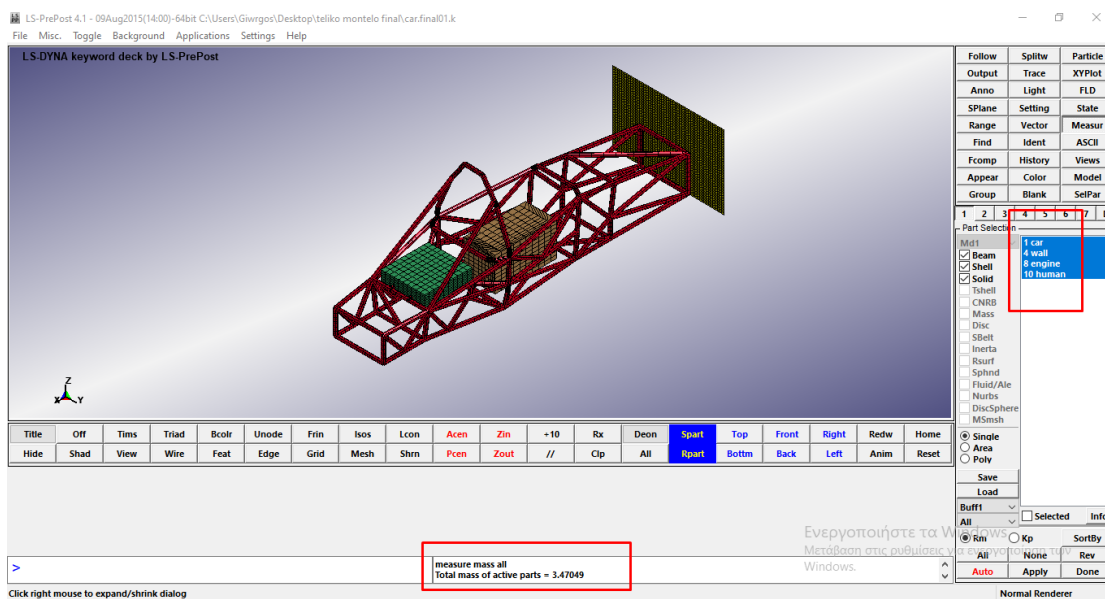 LS-PrePost 4.1 - 09Aug2015(14:00)-64bit C:\Users\Giwrgos\Desktop\teliko montelo final\car.final01.k
File Misc. Toggle Background Applications Settings Help
LS-DYNA keyword deck by LS-PrePost
Z
X Y
Follow Splitw Particle
Output Trace XYPlot
Anno Light FLD
SPlane Setting State
Range Vector Measur
Find Ident ASCII
Fcomp History Views
Appear Color Model
Group Blank SelPar
1 2 3 4 5 6 7
Part Selection
Md1
Beam
Shell
Solid
Tshell
CNRB
Mass
Disc
SBelt
Inerta
Rsurf
Sphnd
Fluid/Ale
Nurbs
DiscSphere
MSmsh
1 car
4 wall
8 engine
10 human
Single
Area
Poly
Save
Load
Buff1
All Selected Info
Rm Kp SortBy
All None Rev
Auto Apply Done
Title Off Tims Triad Bcolr Unode Frin Isos Lcon Acen Zin +10 Rx Deon Spart Top Front Right Redw Home
Hide Shad View Wire Feat Edge Grid Mesh Shrn Pcen Zout // Clp All Rpart Bottm Back Left Anim Reset
Ενεργοποιήστε τα Windows
Μετάβαση στις ρυθμίσεις για ενεργοποίηση των
Windows.
>
measure mass all
Total mass of active parts = 3.47049
Click right mouse to expand/shrink dialog
Normal Renderer